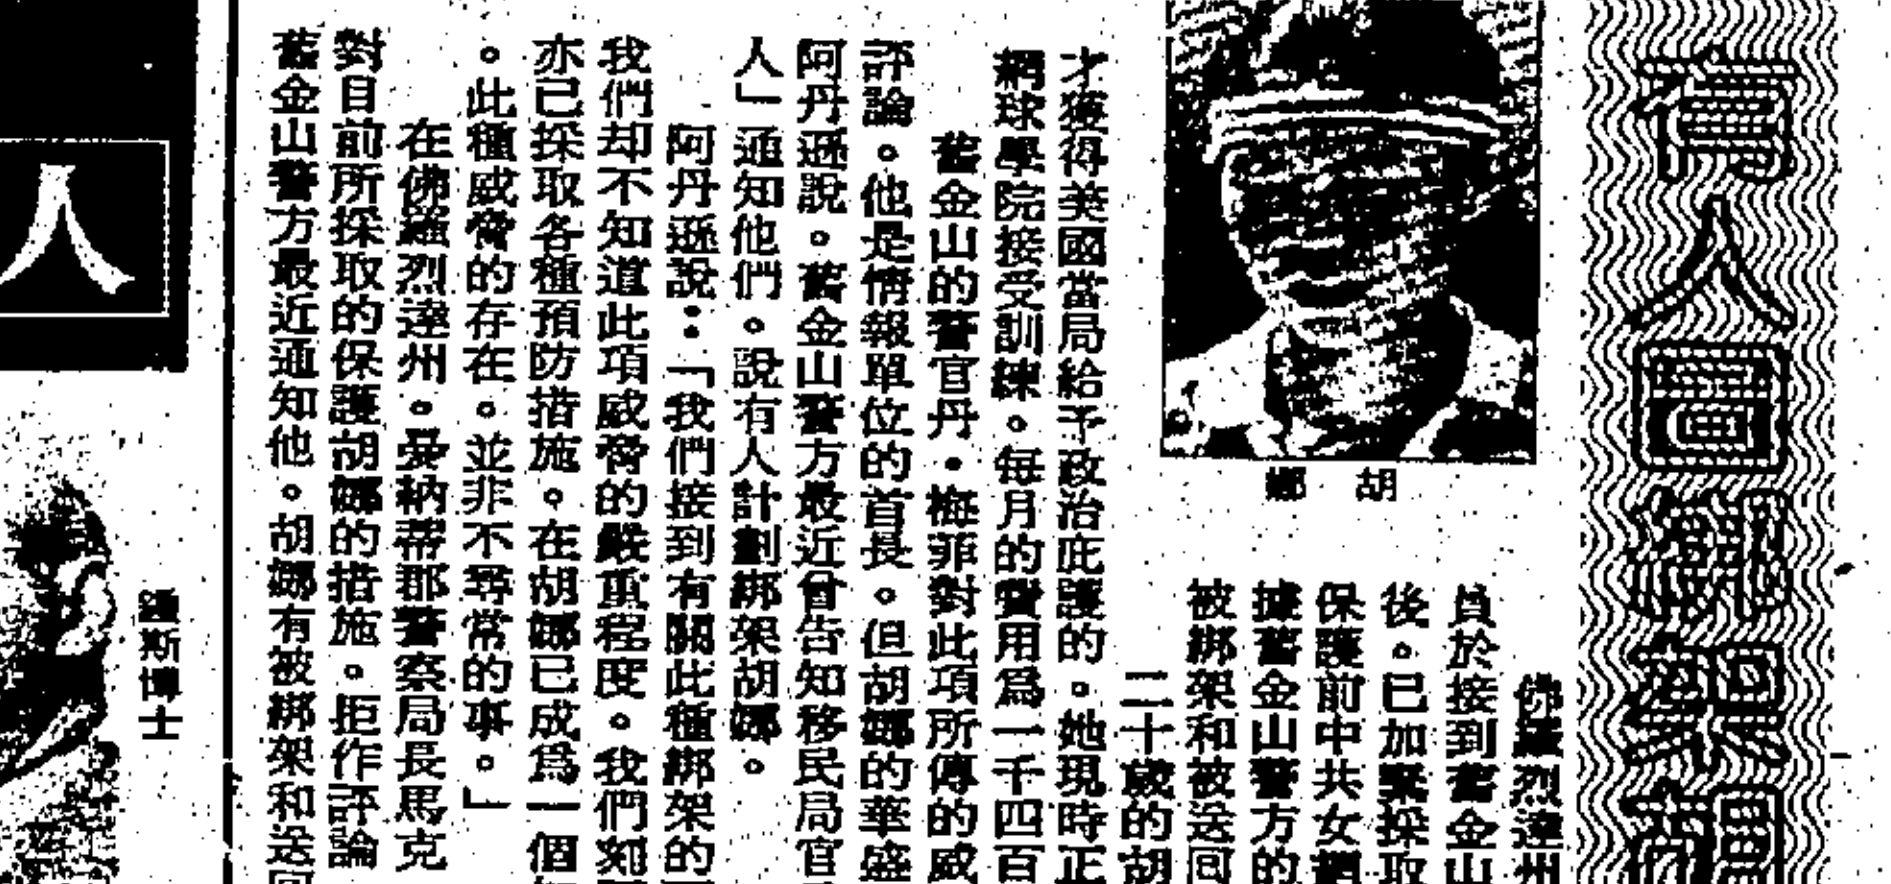 有人圖綁架胡
胡娜
佛羅烈達州
員於接到舊金山
後。已加緊採取
保護前中共女網
據舊金山警方的
被綁架和被送回
二十歲的胡
才獲得美國當局給予政治庇護的。她現時正
網球學院接受訓練。每月的費用為一千四百
舊金山的警官丹・梅菲對此項所傳的威
評論。他是情報單位的首長。但胡娜的華盛
阿丹遜說。舊金山警方最近曾告知移民局官
人」通知他們。說有人計劃綁架胡娜。
阿丹遜說:「我們接到有關此種綁架的
我們却不知道此項威脅的嚴重程度。我們刻
亦已採取各種預防措施。在胡娜已成爲一個
。此種威脅的存在。並非不尋常的事。」
在佛羅烈達州。曼納蒂郡警察局長馬克
對目前所採取的保護胡娜的措施。拒作評論
舊金山警方最近通知他。胡娜有被綁架和送回
人
鍾斯博士